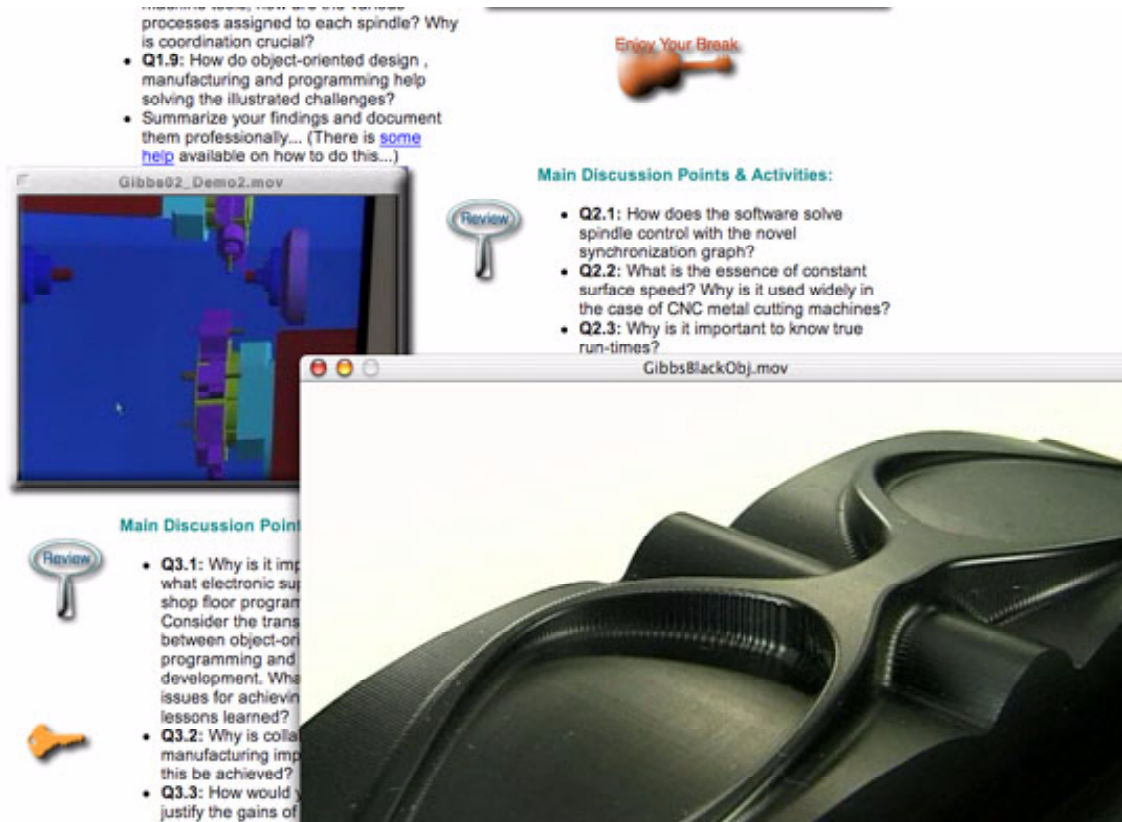 processes assigned to each spindle? Why
is coordination crucial?
• Q1.9: How do object-oriented design ,
manufacturing and programming help
solving the illustrated challenges?
• Summarize your findings and document
them professionally... (There is some
help available on how to do this...)
Enjoy Your Break
Gibbs02_Demo2.mov
Main Discussion Points & Activities:
Review
• Q2.1: How does the software solve
spindle control with the novel
synchronization graph?
• Q2.2: What is the essence of constant
surface speed? Why is it used widely in
the case of CNC metal cutting machines?
• Q2.3: Why is it important to know true
run-times?
GibbsBlackObj.mov
Main Discussion Point
Review
• Q3.1: Why is it imp
what electronic su
shop floor program
Consider the trans
between object-ori
programming and
development. Wha
issues for achievin
lessons learned?
• Q3.2: Why is colla
manufacturing imp
this be achieved?
• Q3.3: How would y
justify the gains of